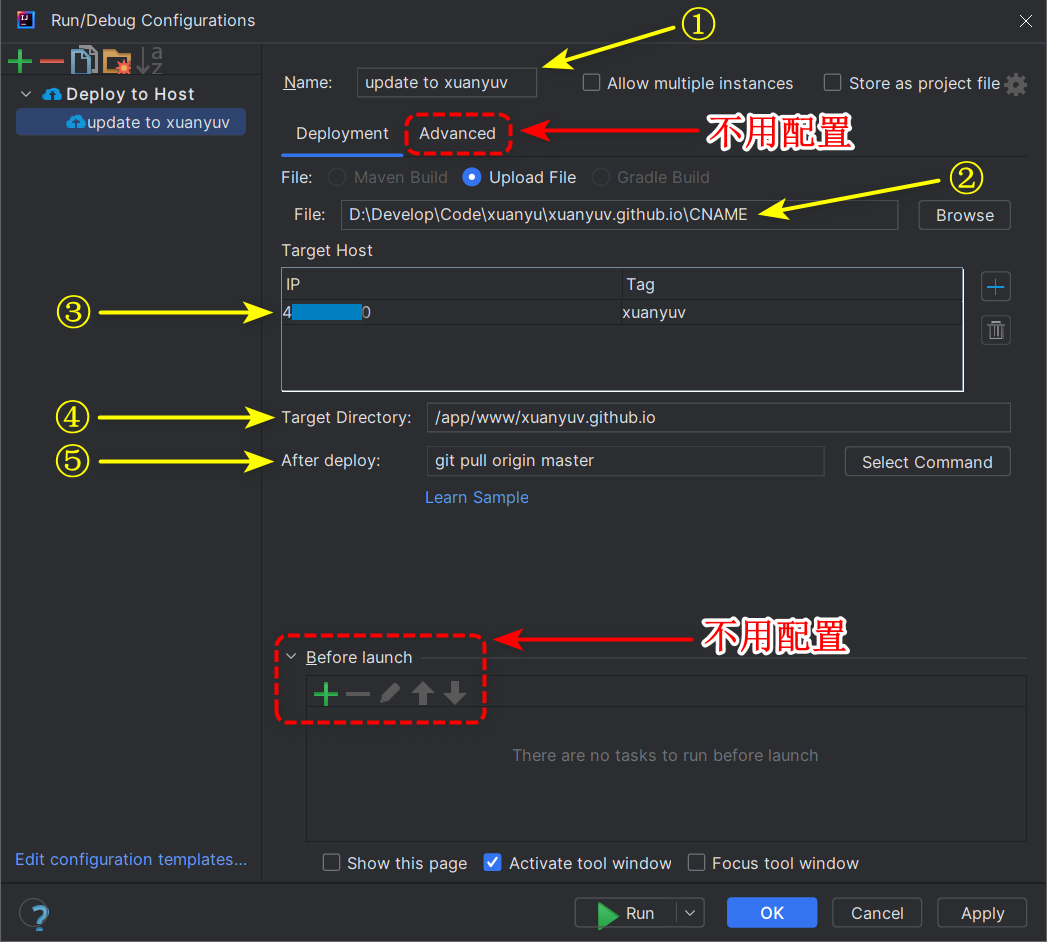 Run/Debug Configurations
①
Name: update to xuanyuv Allow multiple instances Store as project file
Deploy to Host
update to xuanyuv
Deployment Advanced 不用配置
File: Maven Build Upload File Gradle Build
②
File: D:\Develop\Code\xuanyu\xuanyuv.github.io\CNAME Browse
Target Host
IP Tag
③ 4 0 xuanyuv
④ Target Directory: /app/www/xuanyuv.github.io
⑤ After deploy: git pull origin master Select Command
Learn Sample
不用配置
Before launch
There are no tasks to run before launch
Edit configuration templates...
Show this page Activate tool window Focus tool window
? Run OK Cancel Apply